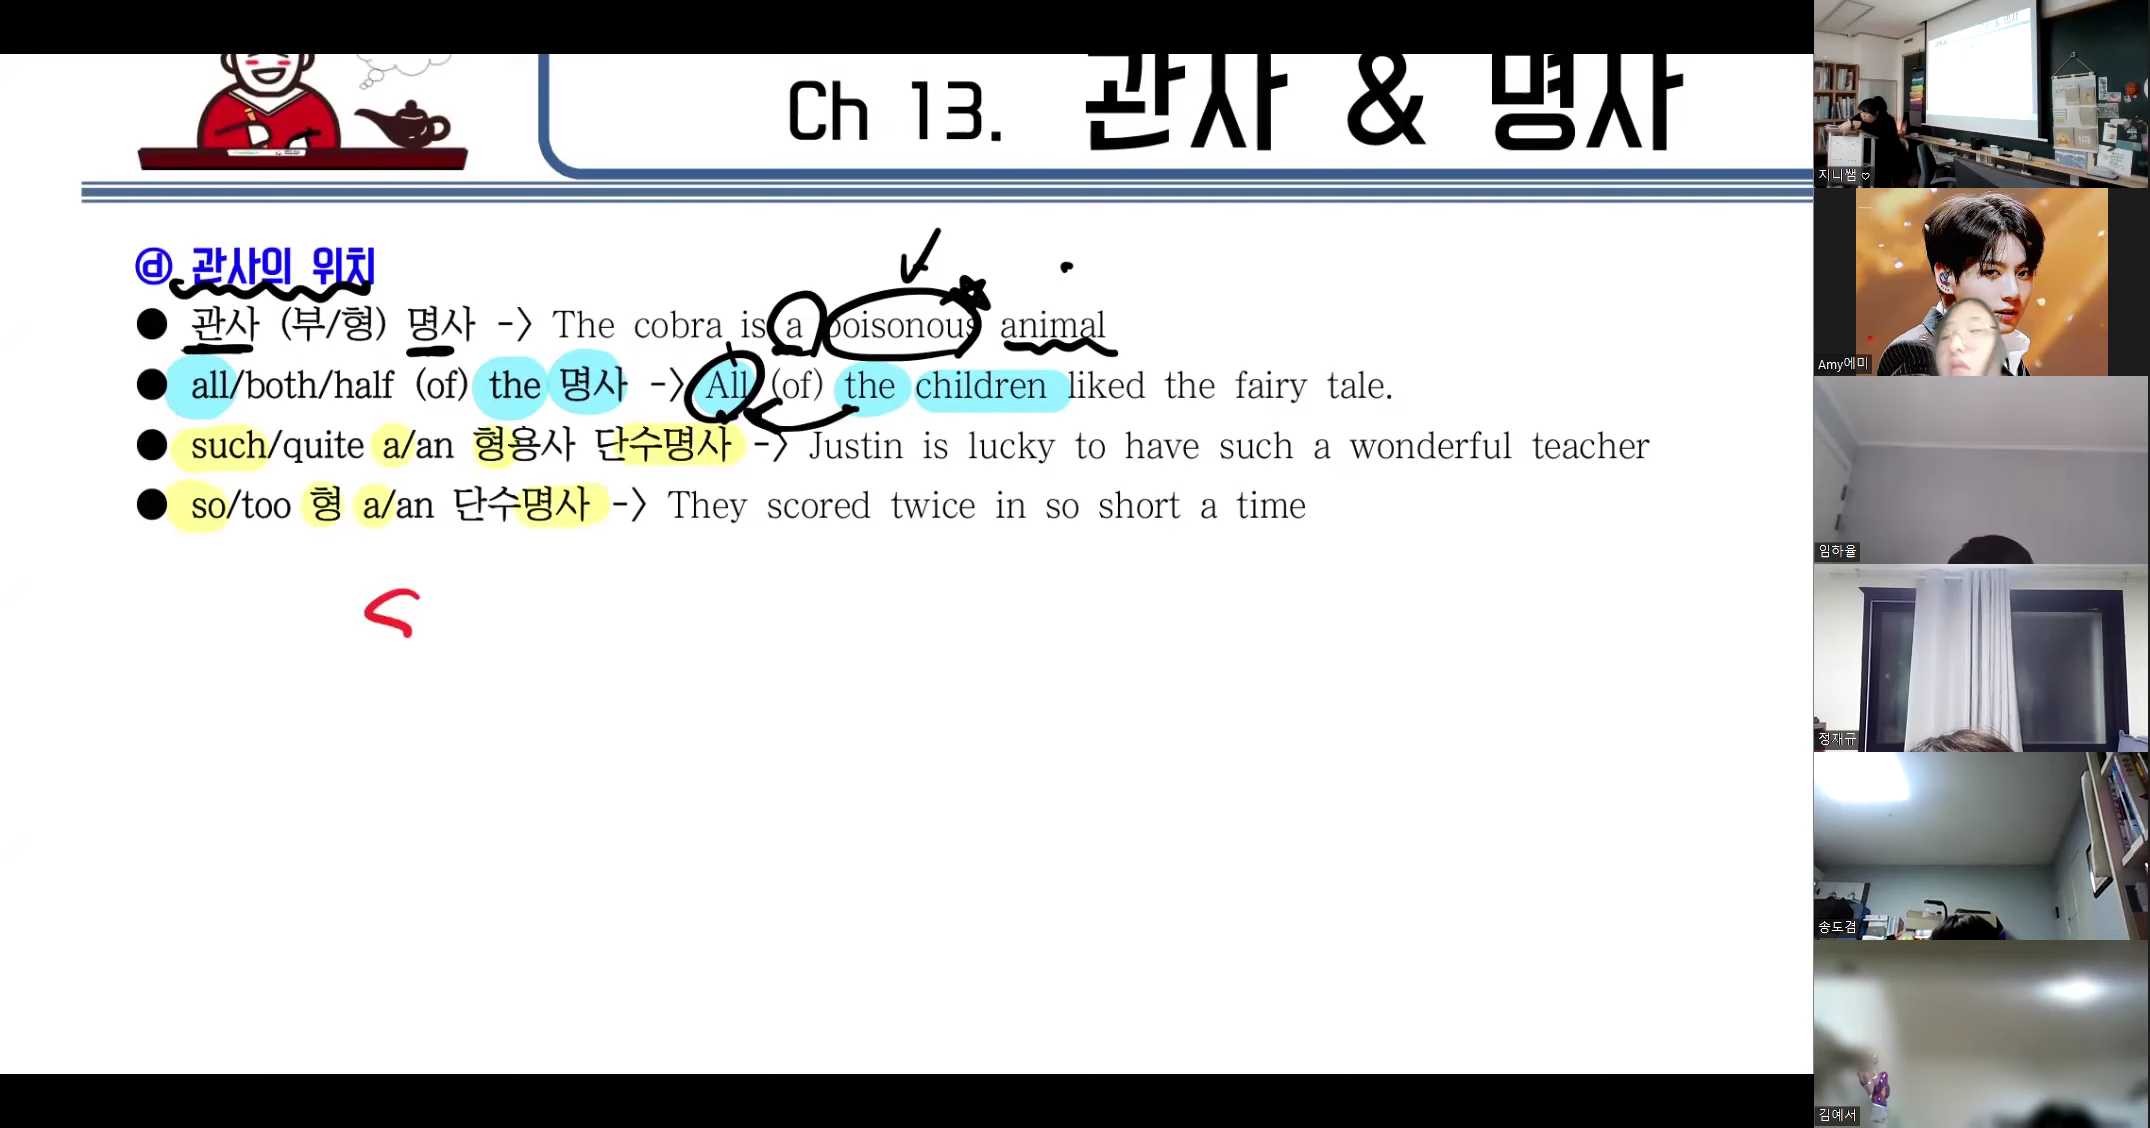 Ch 13. 관사 & 명사
ⓓ 관사의 위치
● 관사 (부/형) 명사 -> The cobra is a poisonous animal
● all/both/half (of) the 명사 -> All (of) the children liked the fairy tale.
● such/quite a/an 형용사 단수명사 -> Justin is lucky to have such a wonderful teacher
● so/too 형 a/an 단수명사 -> They scored twice in so short a time
지니쌤 ♡
Amy에미
임하율
정재규
송도겸
김예서